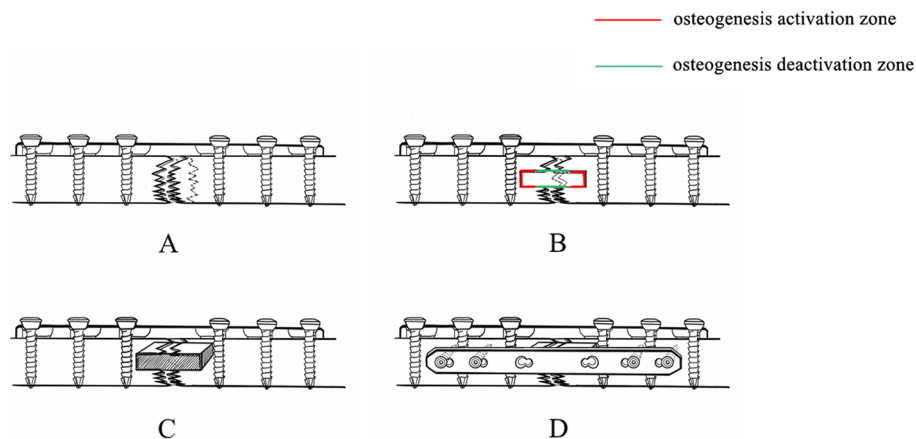 osteogenesis activation zone
osteogenesis deactivation zone
A
B
C
D